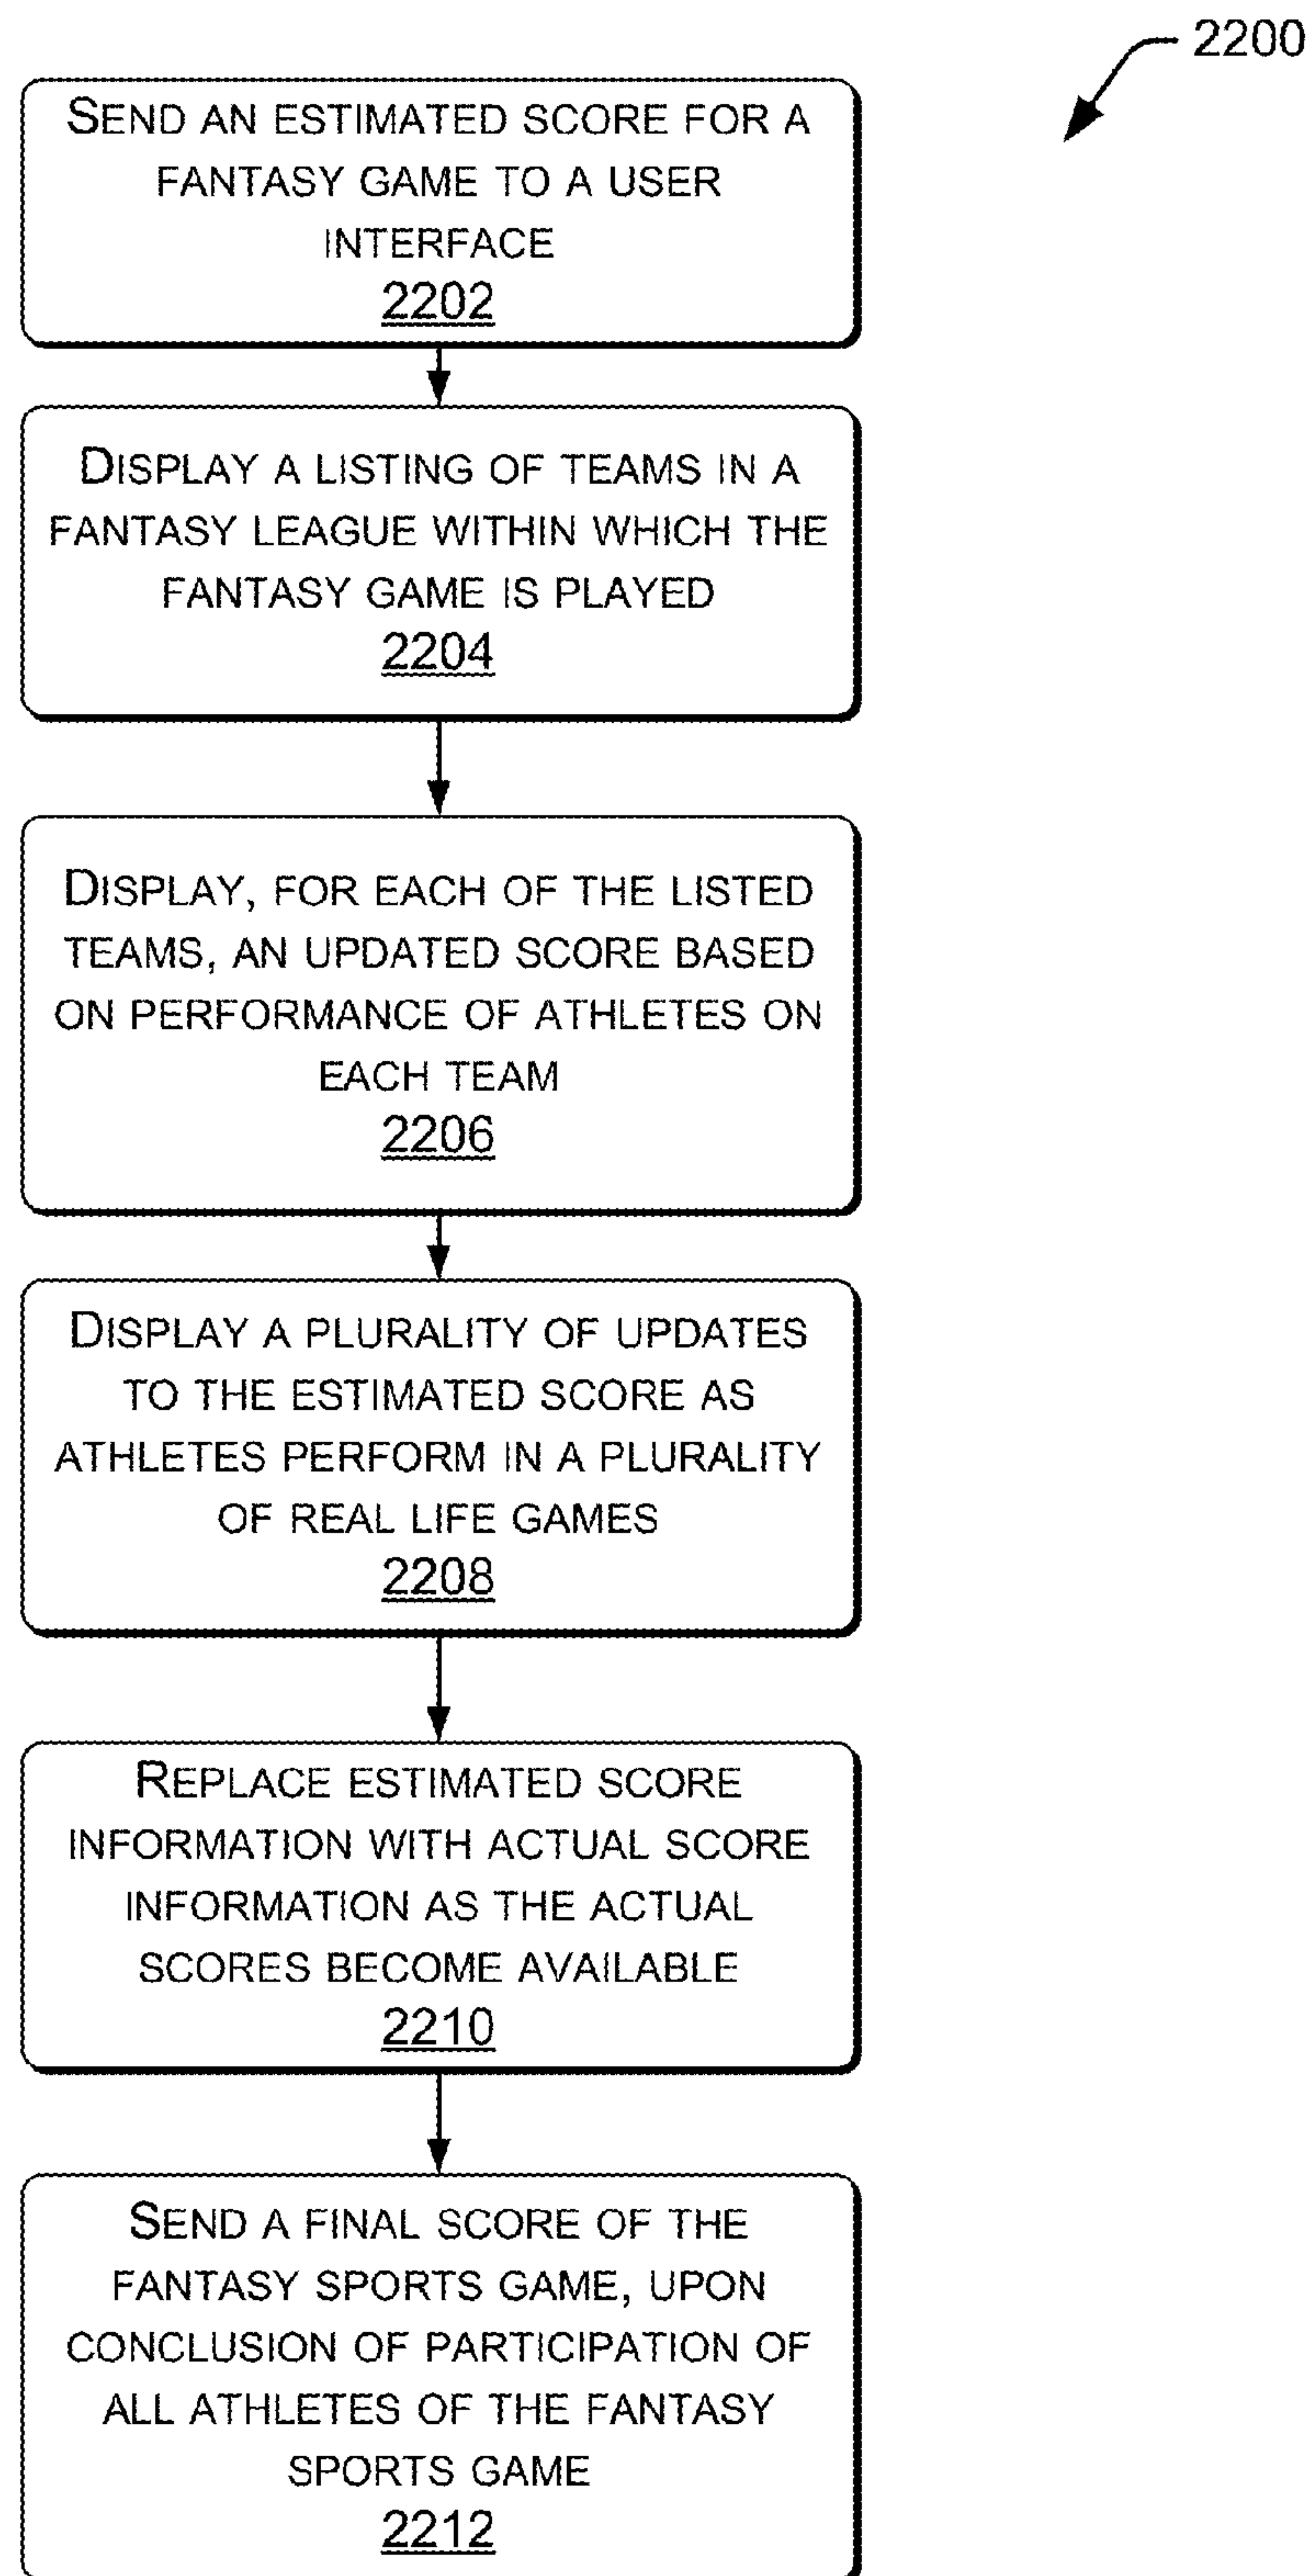 2200
SEND AN ESTIMATED SCORE FOR A
FANTASY GAME TO A USER
INTERFACE
2202
DISPLAY A LISTING OF TEAMS IN A
FANTASY LEAGUE WITHIN WHICH THE
FANTASY GAME IS PLAYED
2204
DISPLAY, FOR EACH OF THE LISTED
TEAMS, AN UPDATED SCORE BASED
ON PERFORMANCE OF ATHLETES ON
EACH TEAM
2206
DISPLAY A PLURALITY OF UPDATES
TO THE ESTIMATED SCORE AS
ATHLETES PERFORM IN A PLURALITY
OF REAL LIFE GAMES
2208
REPLACE ESTIMATED SCORE
INFORMATION WITH ACTUAL SCORE
INFORMATION AS THE ACTUAL
SCORES BECOME AVAILABLE
2210
SEND A FINAL SCORE OF THE
FANTASY SPORTS GAME, UPON
CONCLUSION OF PARTICIPATION OF
ALL ATHLETES OF THE FANTASY
SPORTS GAME
2212